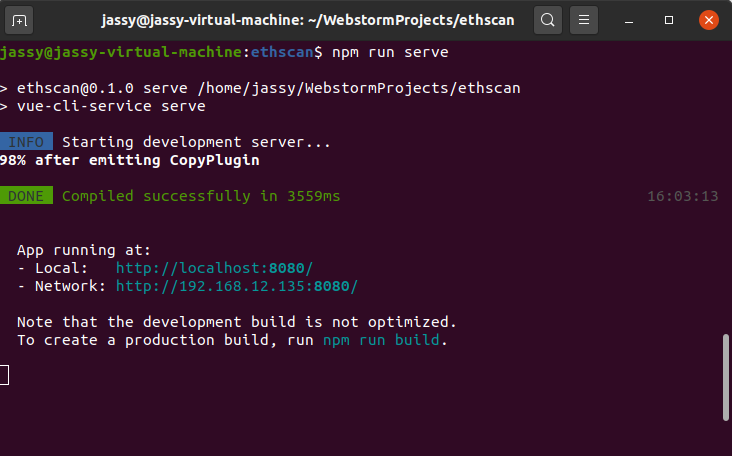 jassy@jassy-virtual-machine: ~/WebstormProjects/ethscan
jassy@jassy-virtual-machine:ethscan$ npm run serve
> ethscan@0.1.0 serve /home/jassy/WebstormProjects/ethscan
> vue-cli-service serve
INFO Starting development server...
98% after emitting CopyPlugin
DONE Compiled successfully in 3559ms 16:03:13
App running at:
- Local: http://localhost:8080/
- Network: http://192.168.12.135:8080/
Note that the development build is not optimized.
To create a production build, run npm run build.